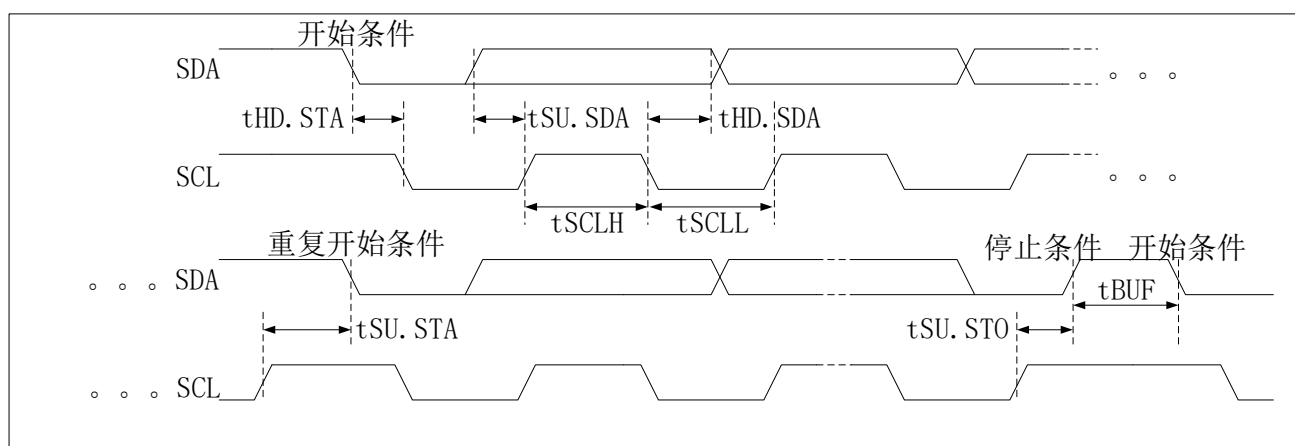 开始条件
SDA
。。。
tHD.STA tSU.SDA tHD.SDA
SCL
。。。
tSCLH tSCLL
重复开始条件 停止条件 开始条件
。。。SDA
tBUF
tSU.STA tSU.STO
。。。SCL